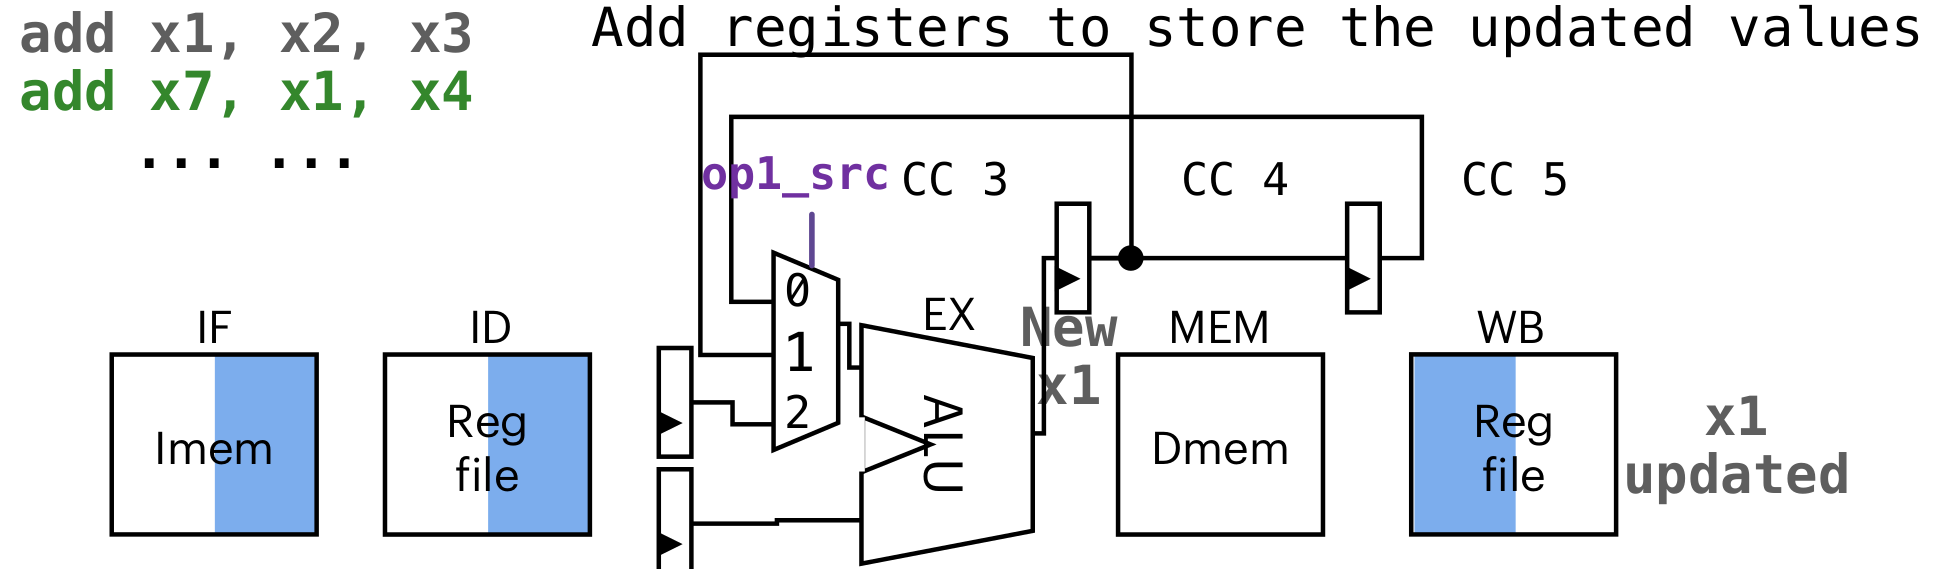 add x1, x2, x3
add x7, x1, x4
... ...
Add registers to store the updated values
op1_src
CC 3
CC 4
CC 5
0
1
2
IF
ID
EX
New
x1
MEM
WB
Imem
Reg
file
ALU
Dmem
Reg
file
x1
updated